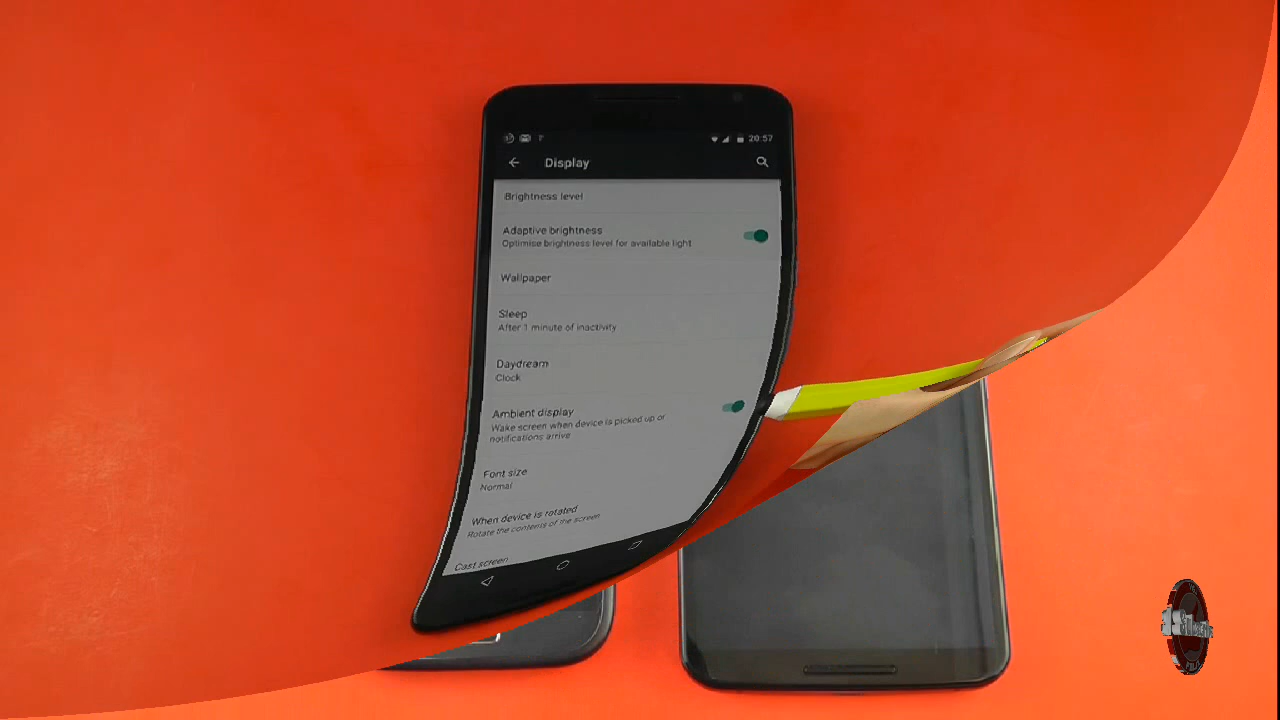 20:57
Display
Brightness level
Adaptive brightness
Optimise brightness level for available light
Wallpaper
Sleep
After 1 minute of inactivity
Daydream
Clock
Ambient display
Wake screen when device is picked up or
notifications arrive
Font size
Normal
When device is rotated
Rotate the contents of the screen
Cast screen